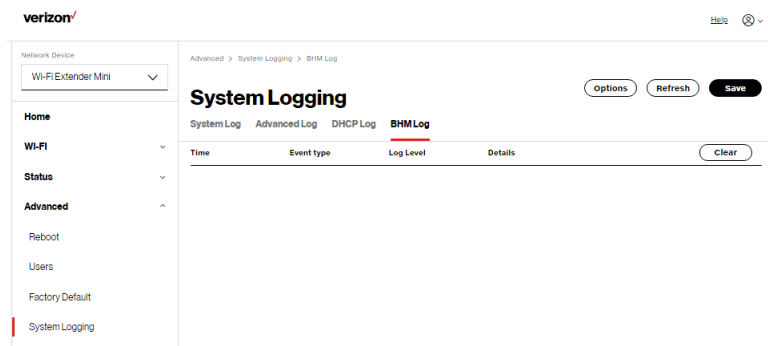 verizon✓
Help
Network Device
Wi-Fi Extender Mini
Home
Wi-Fi
Status
Advanced
Reboot
Users
Factory Default
System Logging
Advanced > System Logging > BHM Log
System Logging
Options Refresh Save
System Log Advanced Log DHCP Log BHM Log
Time Event type Log Level Details Clear